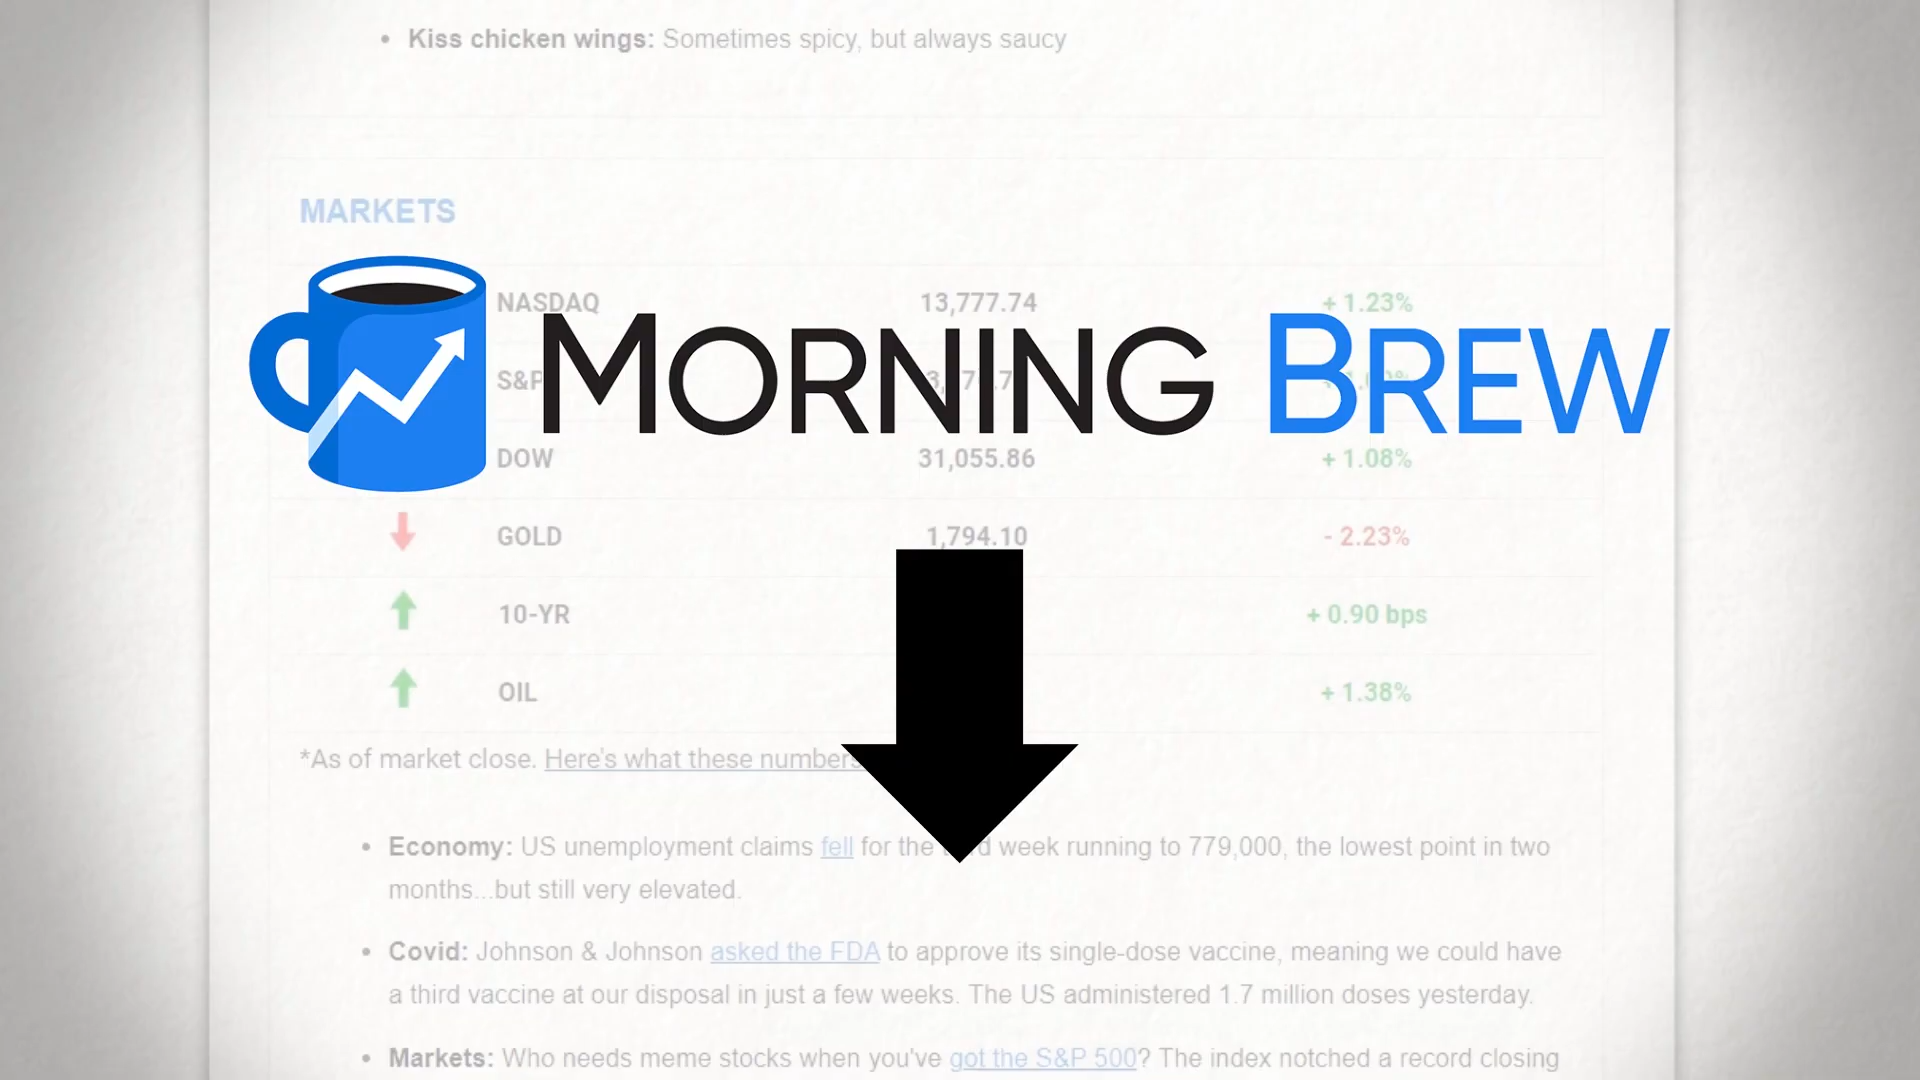 Kiss chicken wings: Sometimes spicy, but always saucy
MARKETS
NASDAQ 13,777.74 + 1.23%
MORNING BREW
S&P
DOW 31,055.86 + 1.08%
GOLD 1,794.10 - 2.23%
10-YR + 0.90 bps
OIL + 1.38%
*As of market close. Here's what these numbers
Economy: US unemployment claims fell for the week running to 779,000, the lowest point in two
months...but still very elevated.
Covid: Johnson & Johnson asked the FDA to approve its single-dose vaccine, meaning we could have
a third vaccine at our disposal in just a few weeks. The US administered 1.7 million doses yesterday.
Markets: Who needs meme stocks when you've got the S&P 500? The index notched a record closing